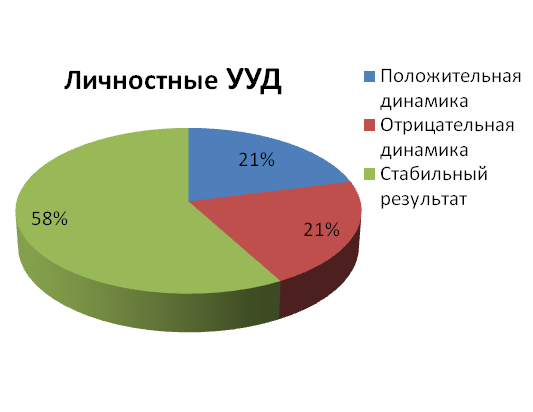 Личностные УУД
Положительная
динамика
Отрицательная
динамика
Стабильный
результат
21%
21%
58%